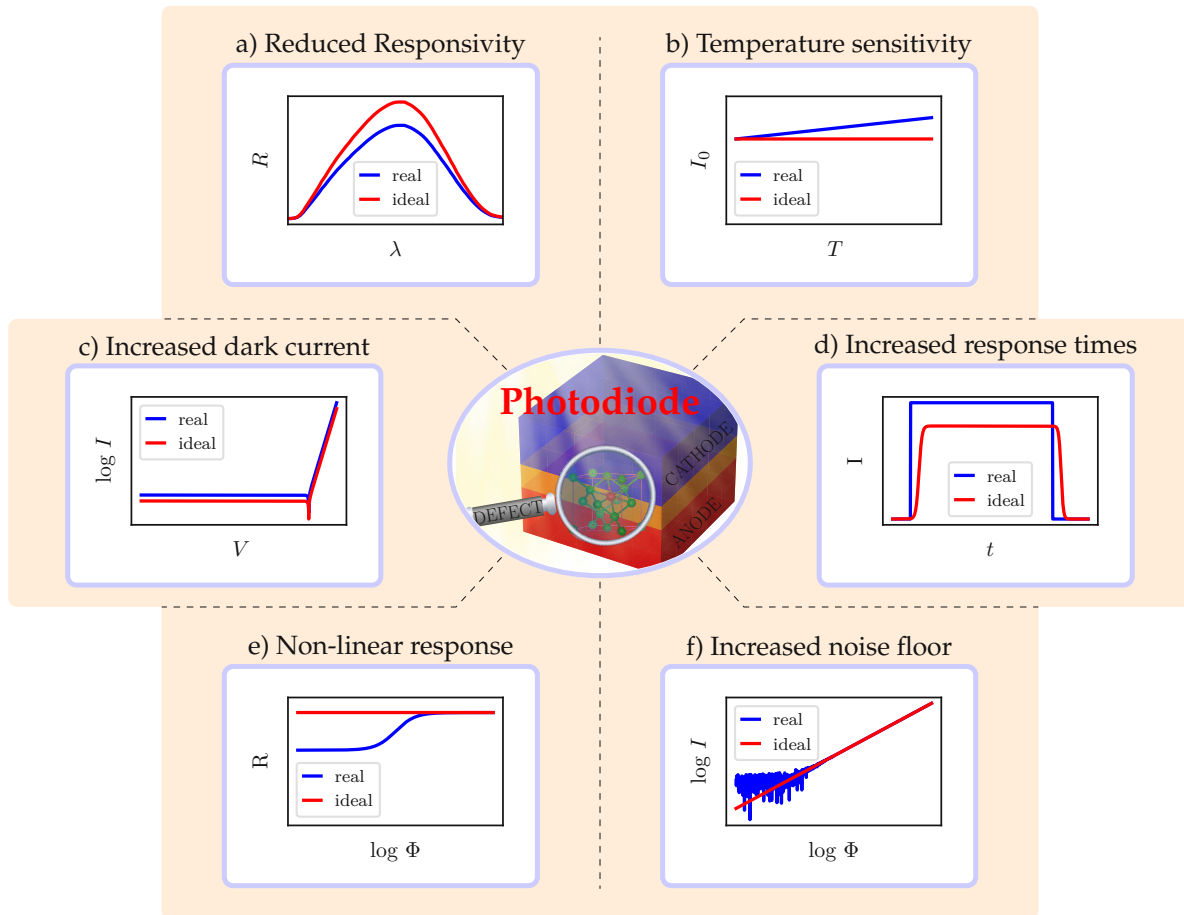 a) Reduced Responsivity
R
real
ideal
λ
b) Temperature sensitivity
I₀
real
ideal
T
c) Increased dark current
log I
real
ideal
V
Photodiode
CATHODE
ANODE
DEFECT
d) Increased response times
I
real
ideal
t
e) Non-linear response
R
real
ideal
log Φ
f) Increased noise floor
log I
real
ideal
log Φ